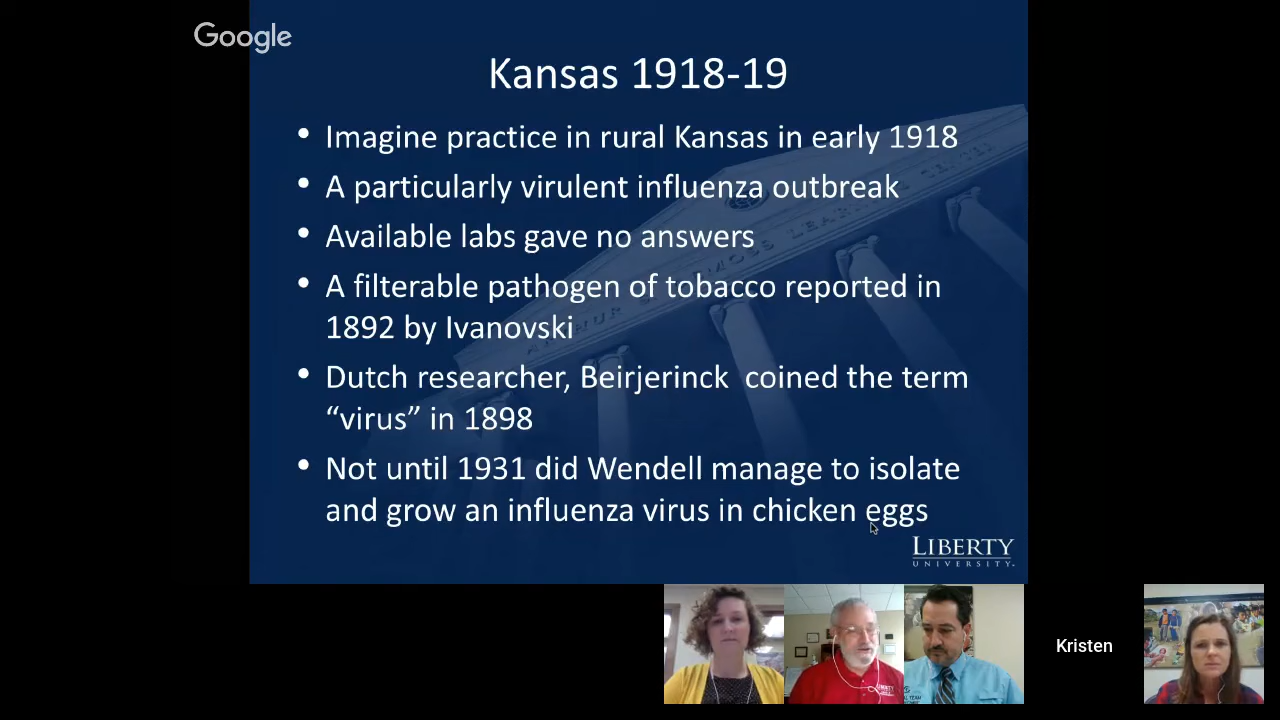 Google
Kansas 1918-19
• Imagine practice in rural Kansas in early 1918
• A particularly virulent influenza outbreak
• Available labs gave no answers
• A filterable pathogen of tobacco reported in
1892 by Ivanovski
• Dutch researcher, Beirjerinck coined the term
“virus” in 1898
• Not until 1931 did Wendell manage to isolate
and grow an influenza virus in chicken eggs
LIBERTY
UNIVERSITY.
Kristen